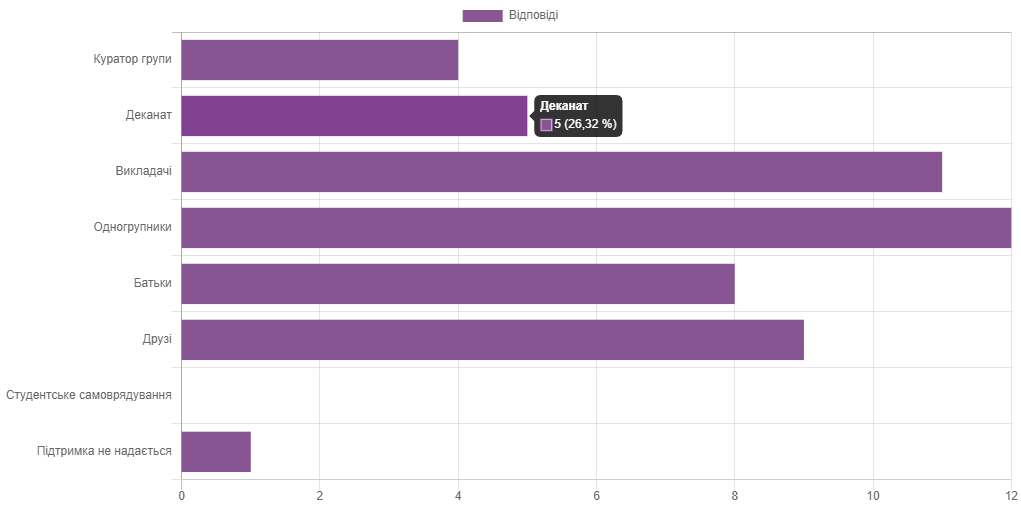 Відповіді
Куратор групи
Деканат
Деканат
5 (26,32 %)
Викладачі
Одногрупники
Батьки
Друзі
Студентське самоврядування
Підтримка не надається
0 2 4 6 8 10 12